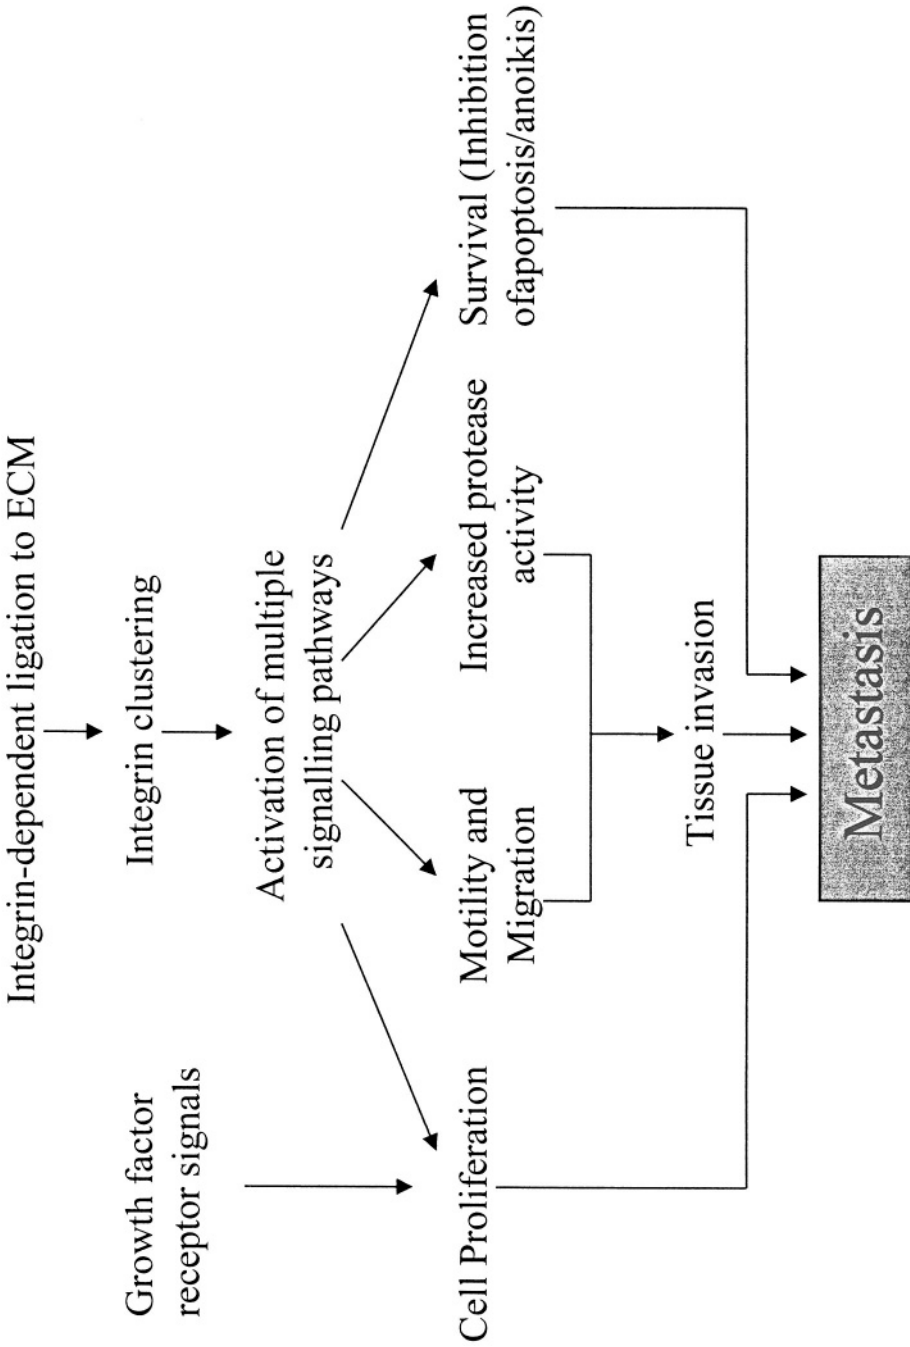 Integrin-dependent ligation to ECM
Growth factor
receptor signals
Integrin clustering
Activation of multiple
signalling pathways
Cell Proliferation
Motility and
Migration
Increased protease
activity
Survival (Inhibition
ofapoptosis/anoikis)
Tissue invasion
Metastasis